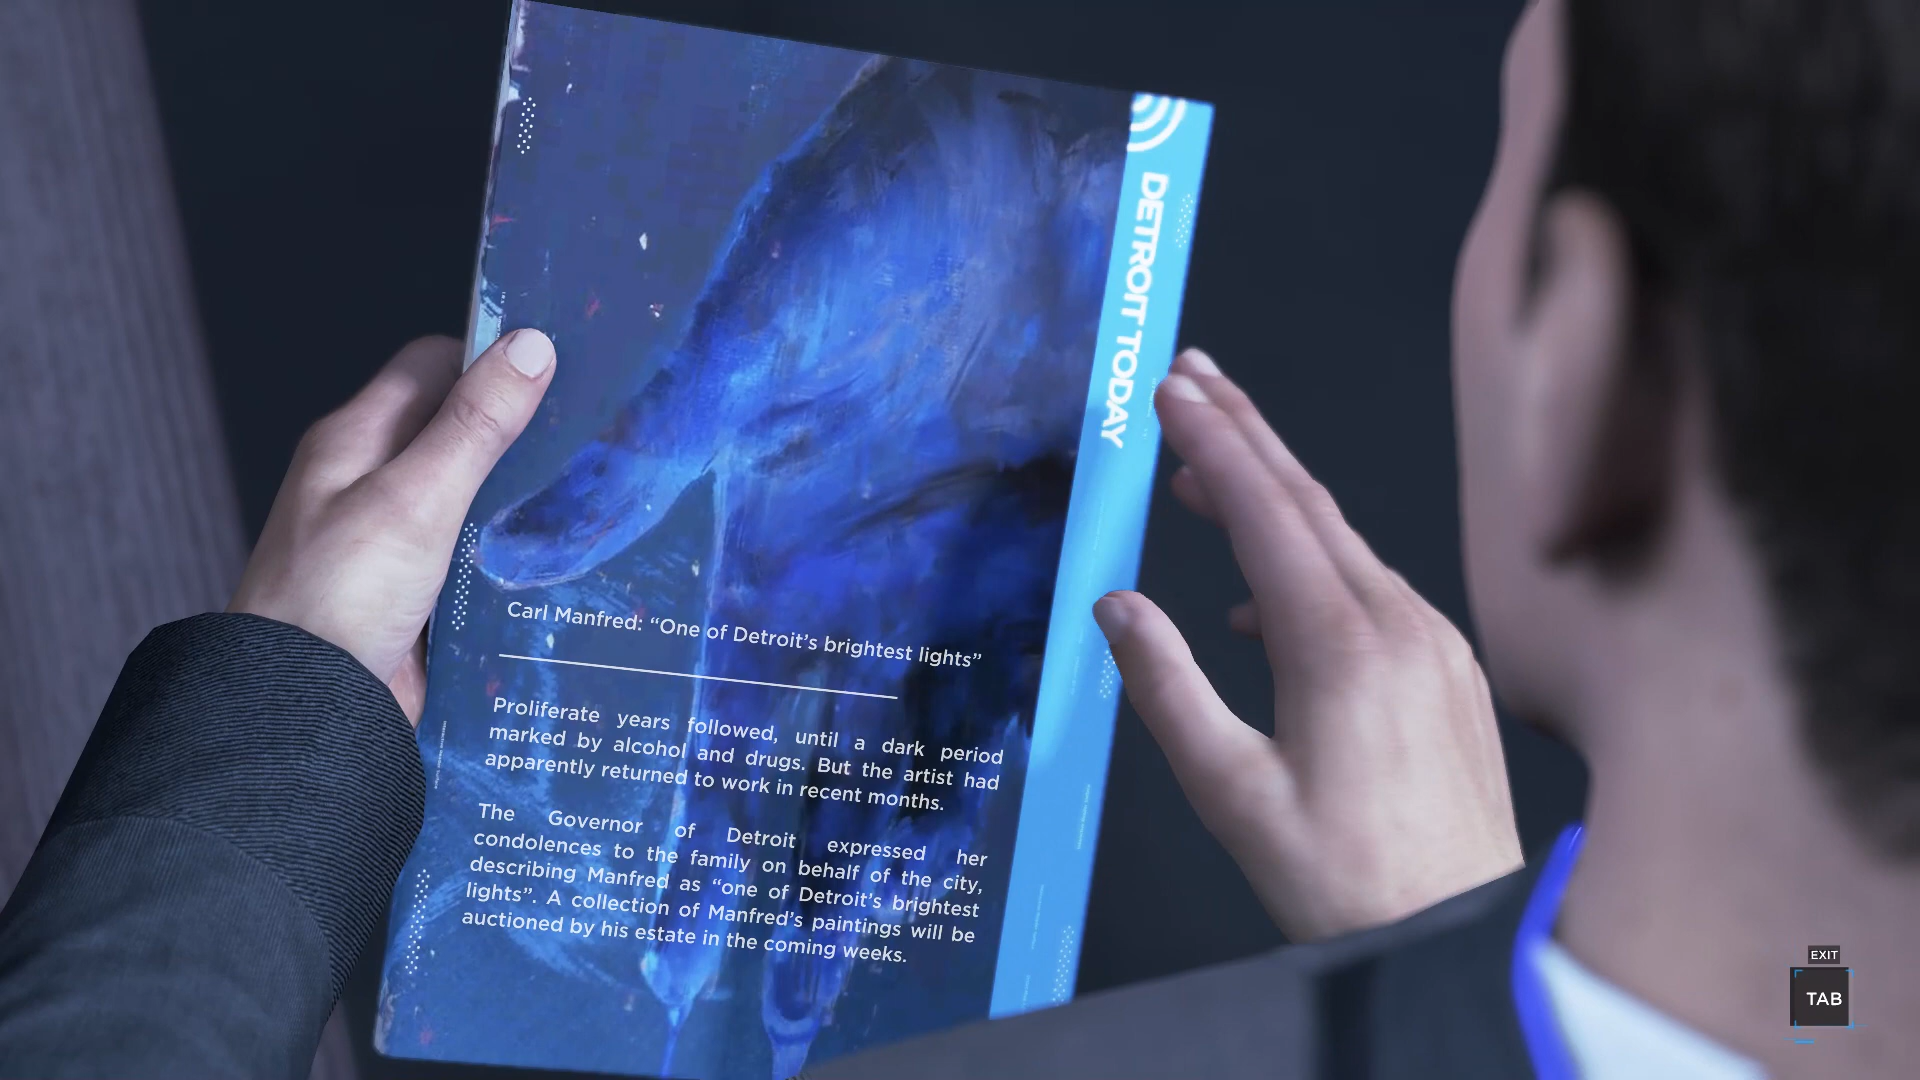 DETROIT TODAY
Carl Manfred: “One of Detroit’s brightest lights”
Proliferate years followed, until a dark period
marked by alcohol and drugs. But the artist had
apparently returned to work in recent months.
The Governor of Detroit expressed her
condolences to the family on behalf of the city,
describing Manfred as “one of Detroit’s brightest
lights”. A collection of Manfred’s paintings will be
auctioned by his estate in the coming weeks.
EXIT
TAB